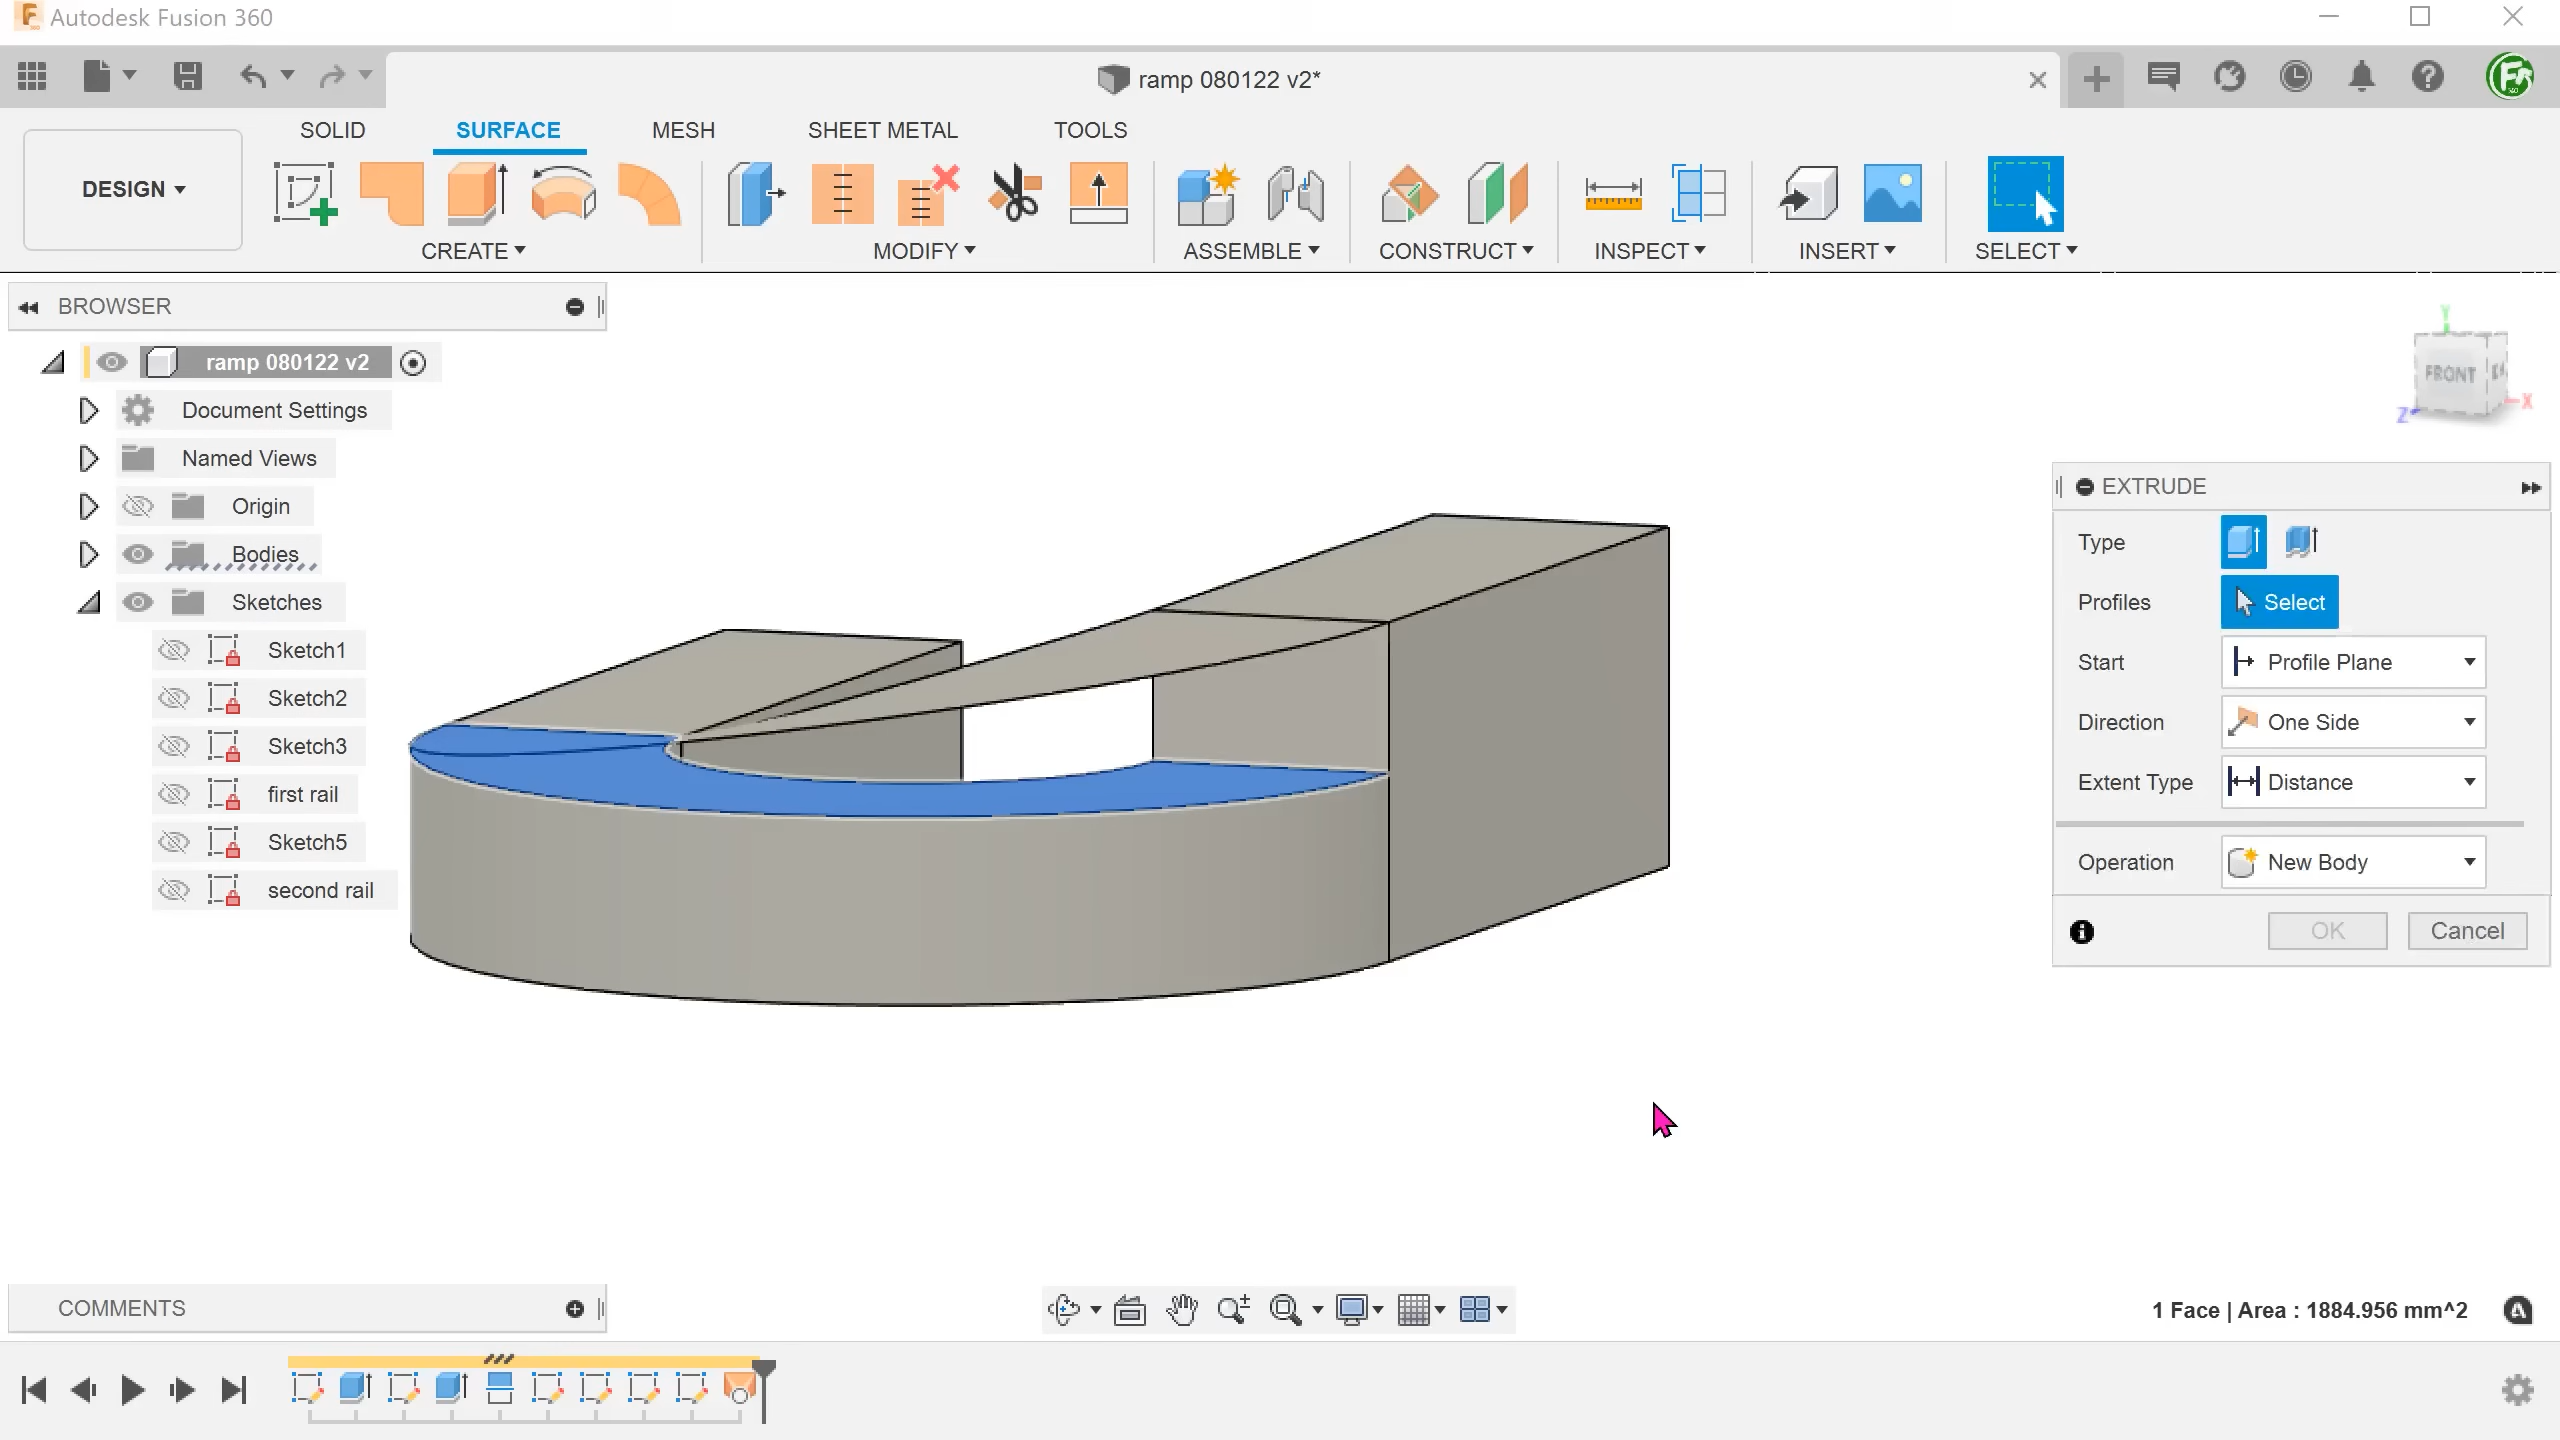 Autodesk Fusion 360
ramp 080122 v2*
SOLID SURFACE MESH SHEET METAL TOOLS
DESIGN
CREATE MODIFY ASSEMBLE CONSTRUCT INSPECT INSERT SELECT
BROWSER
ramp 080122 v2
Document Settings
Named Views
Origin
Bodies
Sketches
Sketch1
Sketch2
Sketch3
first rail
Sketch5
second rail
Y
FRONT
Z
X
EXTRUDE
Type
Profiles Select
Start Profile Plane
Direction One Side
Extent Type Distance
Operation New Body
OK Cancel
COMMENTS
1 Face | Area : 1884.956 mm^2